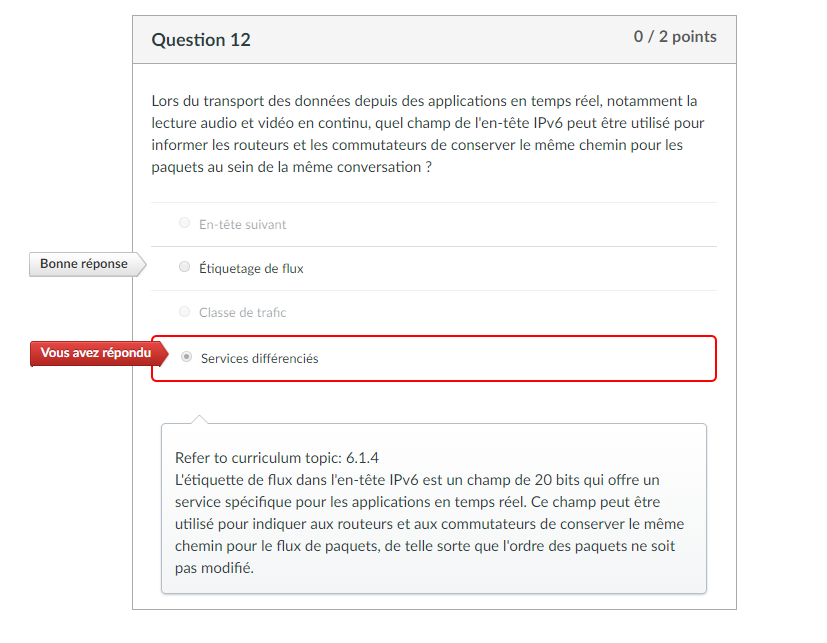 Question 12
0 / 2 points
Lors du transport des données depuis des applications en temps réel, notamment la
lecture audio et vidéo en continu, quel champ de l'en-tête IPv6 peut être utilisé pour
informer les routeurs et les commutateurs de conserver le même chemin pour les
paquets au sein de la même conversation ?
En-tête suivant
Bonne réponse
Étiquetage de flux
Classe de trafic
Vous avez répondu
Services différenciés
Refer to curriculum topic: 6.1.4
L'étiquette de flux dans l'en-tête IPv6 est un champ de 20 bits qui offre un
service spécifique pour les applications en temps réel. Ce champ peut être
utilisé pour indiquer aux routeurs et aux commutateurs de conserver le même
chemin pour le flux de paquets, de telle sorte que l'ordre des paquets ne soit
pas modifié.